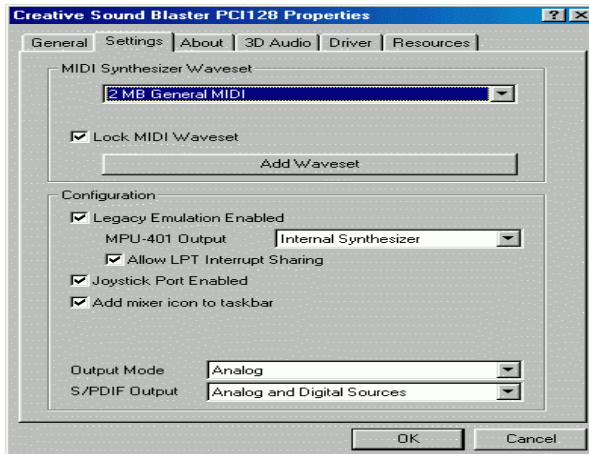 Creative Sound Blaster PCI128 Properties
General Settings About 3D Audio Driver Resources
MIDI Synthesizer Waveset
2 MB General MIDI
Lock MIDI Waveset
Add Waveset
Configuration
Legacy Emulation Enabled
MPU-401 Output Internal Synthesizer
Allow LPT Interrupt Sharing
Joystick Port Enabled
Add mixer icon to taskbar
Output Mode Analog
S/PDIF Output Analog and Digital Sources
OK Cancel